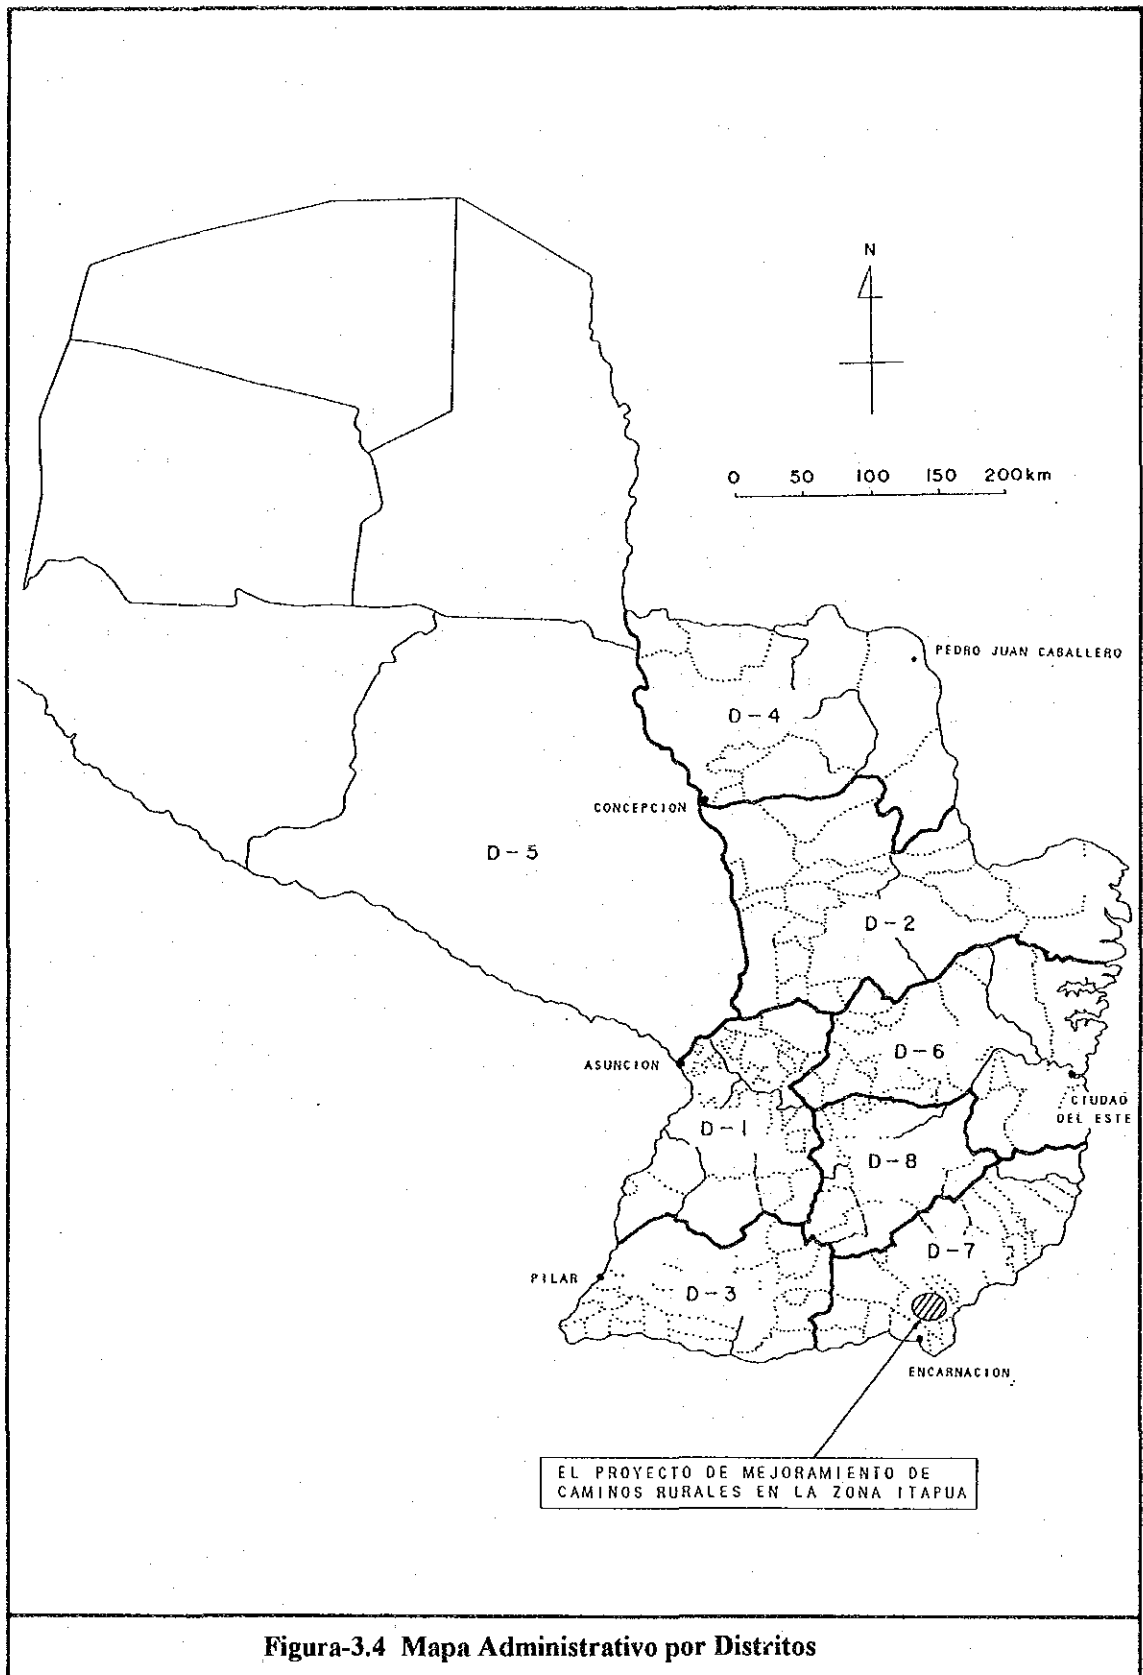 N
0 50 100 150 200km
PEDRO JUAN CABALLERO
D-4
CONCEPCION
D-5
D-2
ASUNCION
D-6
CIUDAD
DEL ESTE
D-1
D-8
D-7
PILAR
D-3
ENCARNACION
EL PROYECTO DE MEJORAMIENTO DE
CAMINOS RURALES EN LA ZONA ITAPUA
Figura-3.4 Mapa Administrativo por Distritos